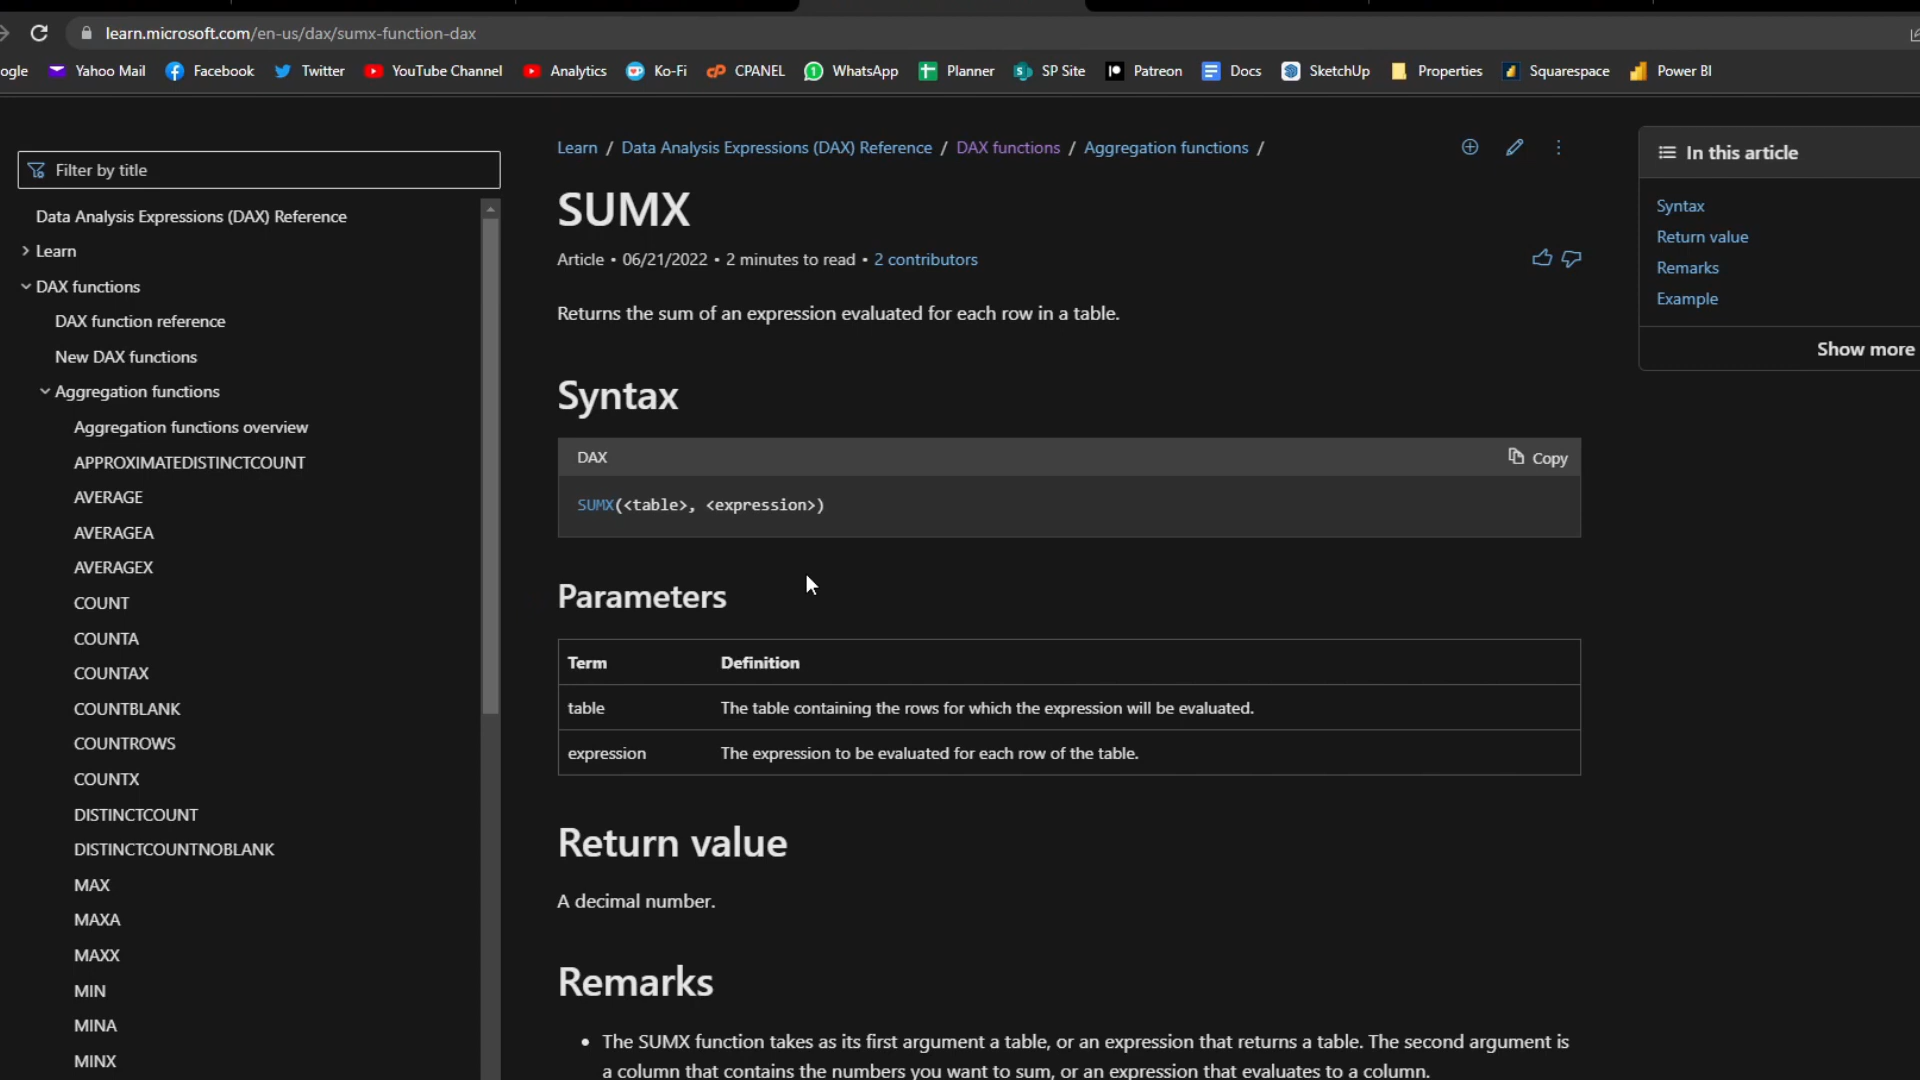 learn.microsoft.com/en-us/dax/sumx-function-dax
ogle Yahoo Mail Facebook Twitter YouTube Channel Analytics Ko-Fi CPANEL WhatsApp Planner SP Site Patreon Docs SketchUp Properties Squarespace Power BI
Filter by title
Data Analysis Expressions (DAX) Reference
Learn
DAX functions
DAX function reference
New DAX functions
Aggregation functions
Aggregation functions overview
APPROXIMATEDISTINCTCOUNT
AVERAGE
AVERAGEA
AVERAGEX
COUNT
COUNTA
COUNTAX
COUNTBLANK
COUNTROWS
COUNTX
DISTINCTCOUNT
DISTINCTCOUNTNOBLANK
MAX
MAXA
MAXX
MIN
MINA
MINX
Learn / Data Analysis Expressions (DAX) Reference / DAX functions / Aggregation functions /
SUMX
Article • 06/21/2022 • 2 minutes to read • 2 contributors
Returns the sum of an expression evaluated for each row in a table.
Syntax
DAX Copy
SUMX(<table>, <expression>)
Parameters
Term Definition
table The table containing the rows for which the expression will be evaluated.
expression The expression to be evaluated for each row of the table.
Return value
A decimal number.
Remarks
• The SUMX function takes as its first argument a table, or an expression that returns a table. The second argument is
a column that contains the numbers you want to sum, or an expression that evaluates to a column.
In this article
Syntax
Return value
Remarks
Example
Show more